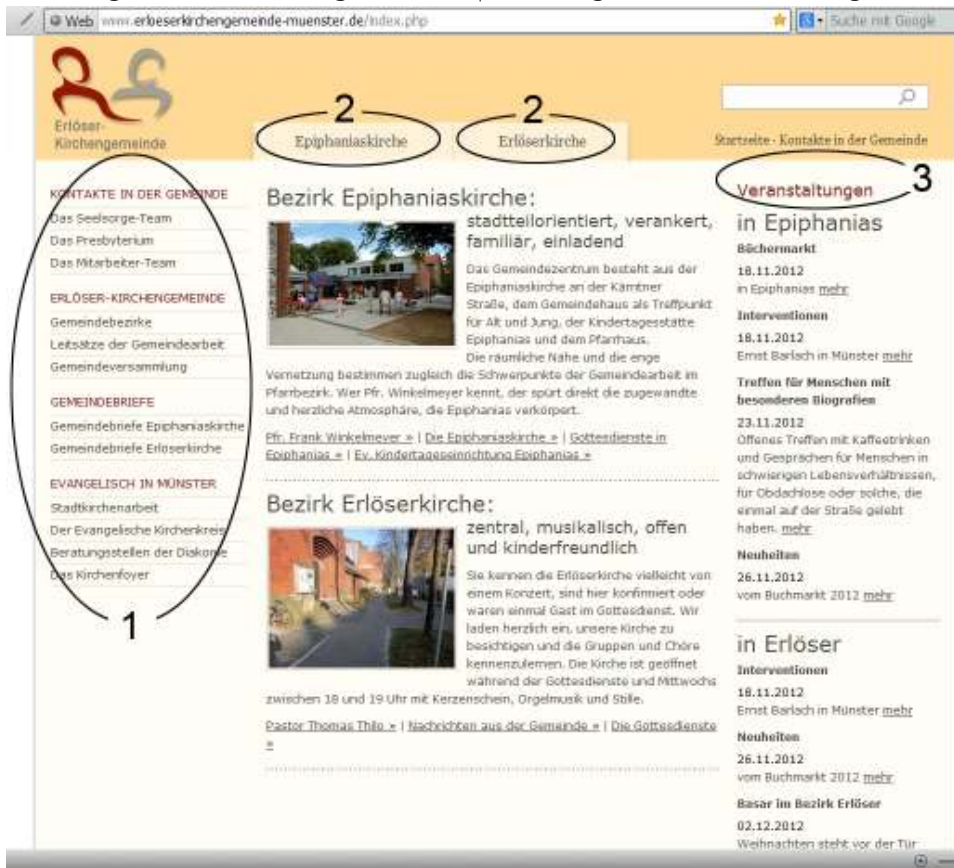 Web www.erloeserkirchengemeinde-muenster.de/index.php
Suche mit Google
Erlöser-
Kirchengemeinde
2
2
Epiphaniaskirche
Erlöserkirche
Startseite · Kontakte in der Gemeinde
KONTAKTE IN DER GEMEINDE
Das Seelsorge-Team
Das Presbyterium
Das Mitarbeiter-Team
ERLÖSER-KIRCHENGEMEINDE
Gemeindebezirke
Leitsätze der Gemeindearbeit
Gemeindeversammlung
GEMEINDEBRIEFE
Gemeindebriefe Epiphaniaskirche
Gemeindebriefe Erlöserkirche
EVANGELISCH IN MÜNSTER
Stadtkirchenarbeit
Der Evangelische Kirchenkreis
Beratungsstellen der Diakonie
Das Kirchenfoyer
1
Bezirk Epiphaniaskirche:
stadtteilorientiert, verankert,
familiär, einladend
Das Gemeindezentrum besteht aus der
Epiphaniaskirche an der Kärntner
Straße, dem Gemeindehaus als Treffpunkt
für Alt und Jung, der Kindertagesstätte
Epiphanias und dem Pfarrhaus.
Die räumliche Nähe und die enge
Vernetzung bestimmen zugleich die Schwerpunkte der Gemeindearbeit im
Pfarrbezirk. Wer Pfr. Winkelmeyer kennt, der spürt direkt die zugewandte
und herzliche Atmosphäre, die Epiphanias verkörpert.
Pfr. Frank Winkelmeyer » | Die Epiphaniaskirche » | Gottesdienste in
Epiphanias » | Ev. Kindertageseinrichtung Epiphanias »
Bezirk Erlöserkirche:
zentral, musikalisch, offen
und kinderfreundlich
Sie kennen die Erlöserkirche vielleicht von
einem Konzert, sind hier konfirmiert oder
waren einmal Gast im Gottesdienst. Wir
laden herzlich ein, unsere Kirche zu
besichtigen und die Gruppen und Chöre
kennenzulernen. Die Kirche ist geöffnet
während der Gottesdienste und Mittwochs
zwischen 18 und 19 Uhr mit Kerzenschein, Orgelmusik und Stille.
Pastor Thomas Thilo » | Nachrichten aus der Gemeinde » | Die Gottesdienste
»
Veranstaltungen
3
in Epiphanias
Büchermarkt
18.11.2012
in Epiphanias mehr
Interventionen
18.11.2012
Ernst Barlach in Münster mehr
Treffen für Menschen mit
besonderen Biografien
23.11.2012
Offenes Treffen mit Kaffeetrinken
und Gesprächen für Menschen in
schwierigen Lebensverhältnissen,
für Obdachlose oder solche, die
einmal auf der Straße gelebt
haben. mehr
Neuheiten
26.11.2012
vom Buchmarkt 2012 mehr
in Erlöser
Interventionen
18.11.2012
Ernst Barlach in Münster mehr
Neuheiten
26.11.2012
vom Buchmarkt 2012 mehr
Basar im Bezirk Erlöser
02.12.2012
Weihnachten steht vor der Tür